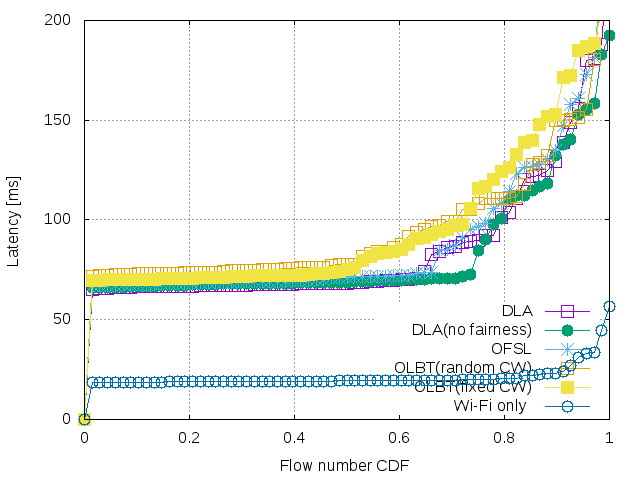 200
150
100
50
0
Latency [ms]
DLA
DLA(no fairness)
OFSL
OLBT(random CW)
OLBT(fixed CW)
Wi-Fi only
0
0.2
0.4
0.6
0.8
1
Flow number CDF